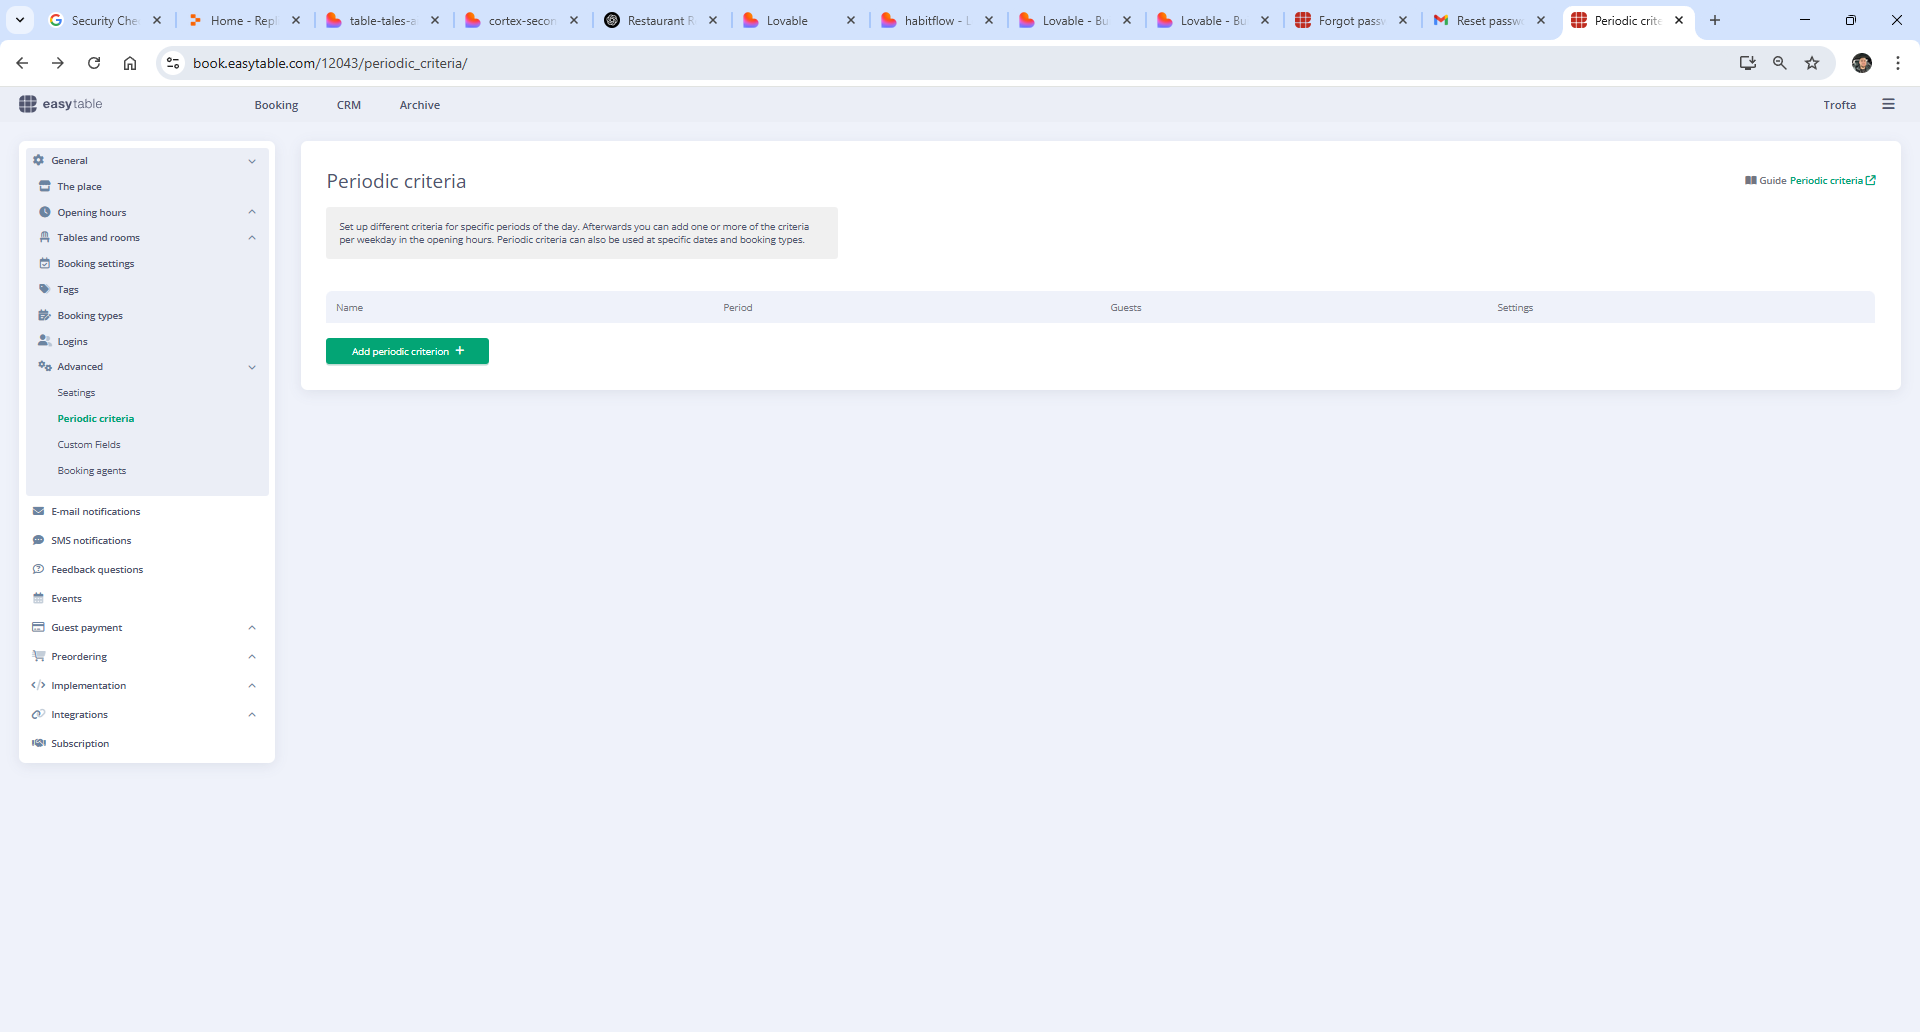 Security Che
Home - Repl
table-tales-a
cortex-secon
Restaurant R
Lovable
habitflow - L
Lovable - Bu
Lovable - Bu
Forgot passw
Reset passwo
Periodic crite
book.easytable.com/12043/periodic_criteria/
easytable
Booking
CRM
Archive
Trofta
General
The place
Opening hours
Tables and rooms
Booking settings
Tags
Booking types
Logins
Advanced
Seatings
Periodic criteria
Custom Fields
Booking agents
E-mail notifications
SMS notifications
Feedback questions
Events
Guest payment
Preordering
Implementation
Integrations
Subscription
Periodic criteria
Guide Periodic criteria
Set up different criteria for specific periods of the day. Afterwards you can add one or more of the criteria
per weekday in the opening hours. Periodic criteria can also be used at specific dates and booking types.
Name
Period
Guests
Settings
Add periodic criterion +